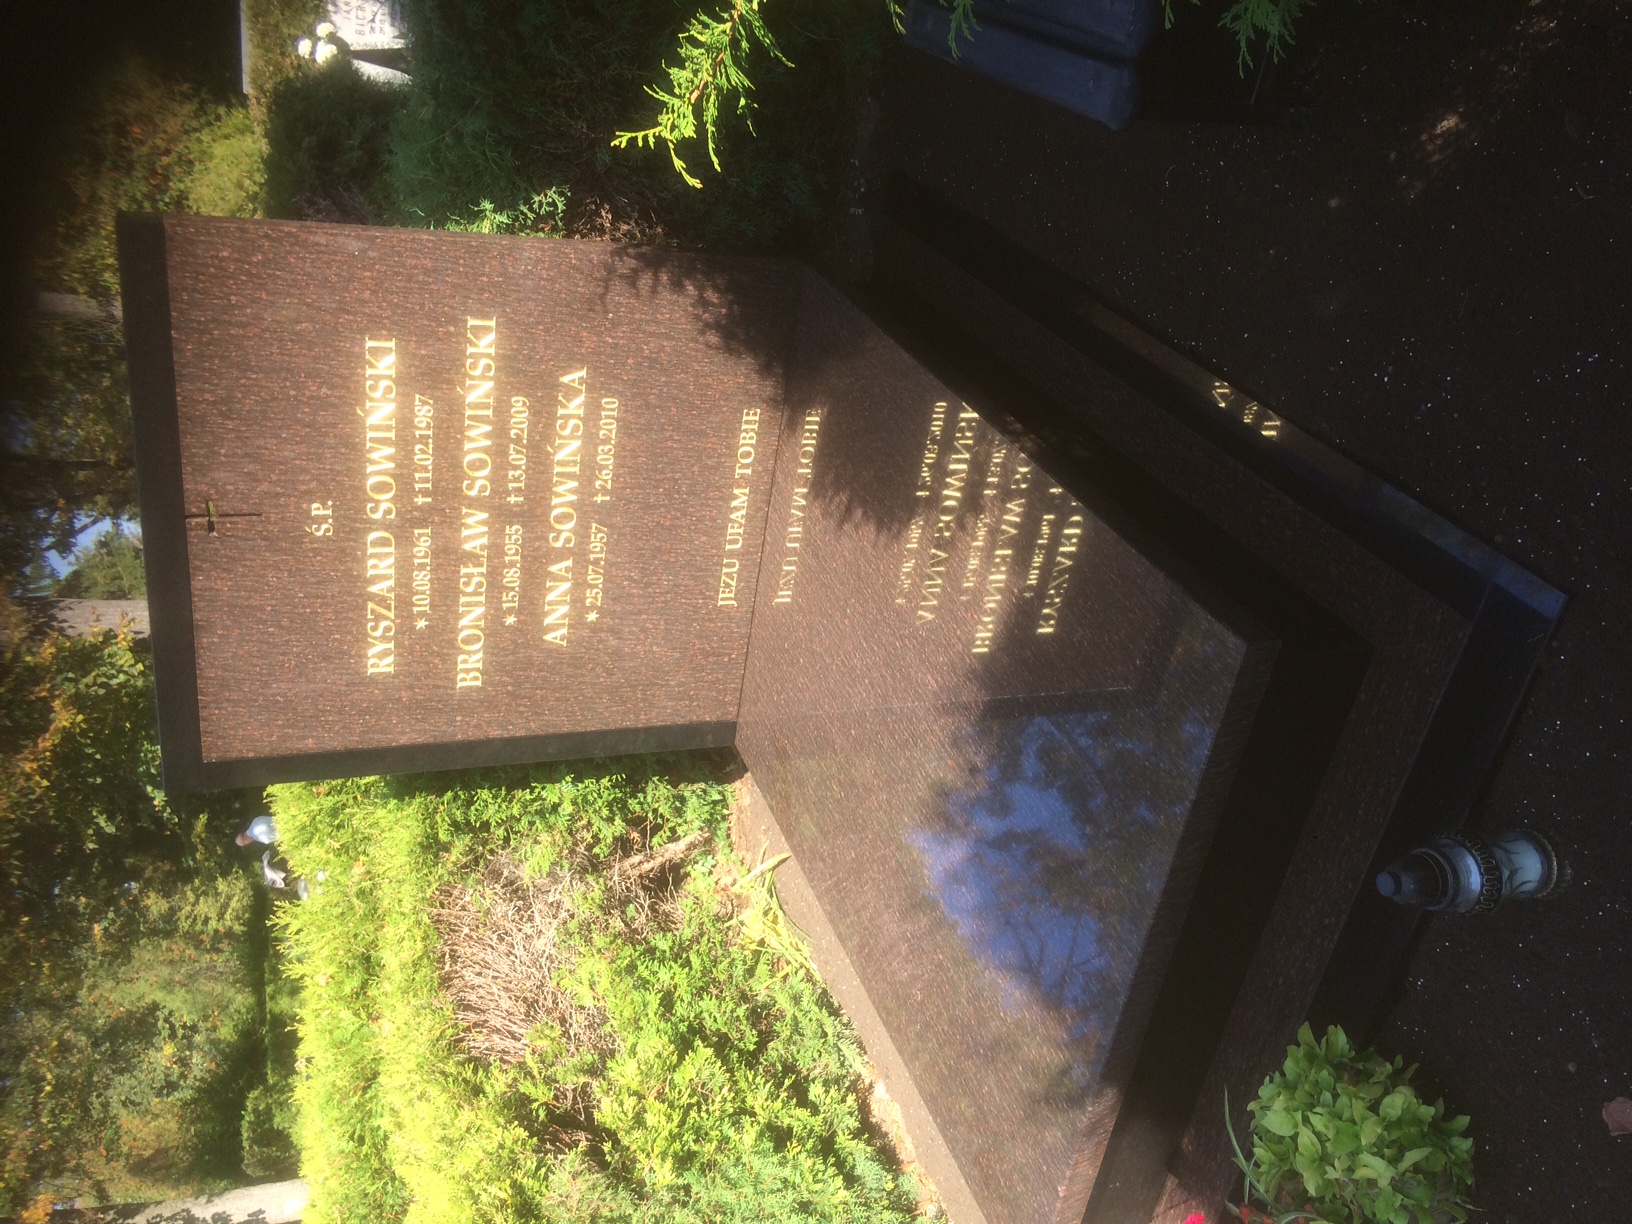 Ś.P.
RYSZARD SOWIŃSKI
✶ 10.08.1961 † 11.02.1987
BRONISŁAW SOWIŃSKI
✶ 15.08.1955 † 13.07.2009
ANNA SOWIŃSKA
✶ 25.07.1957 † 26.03.2010
JEZU UFAM TOBIE